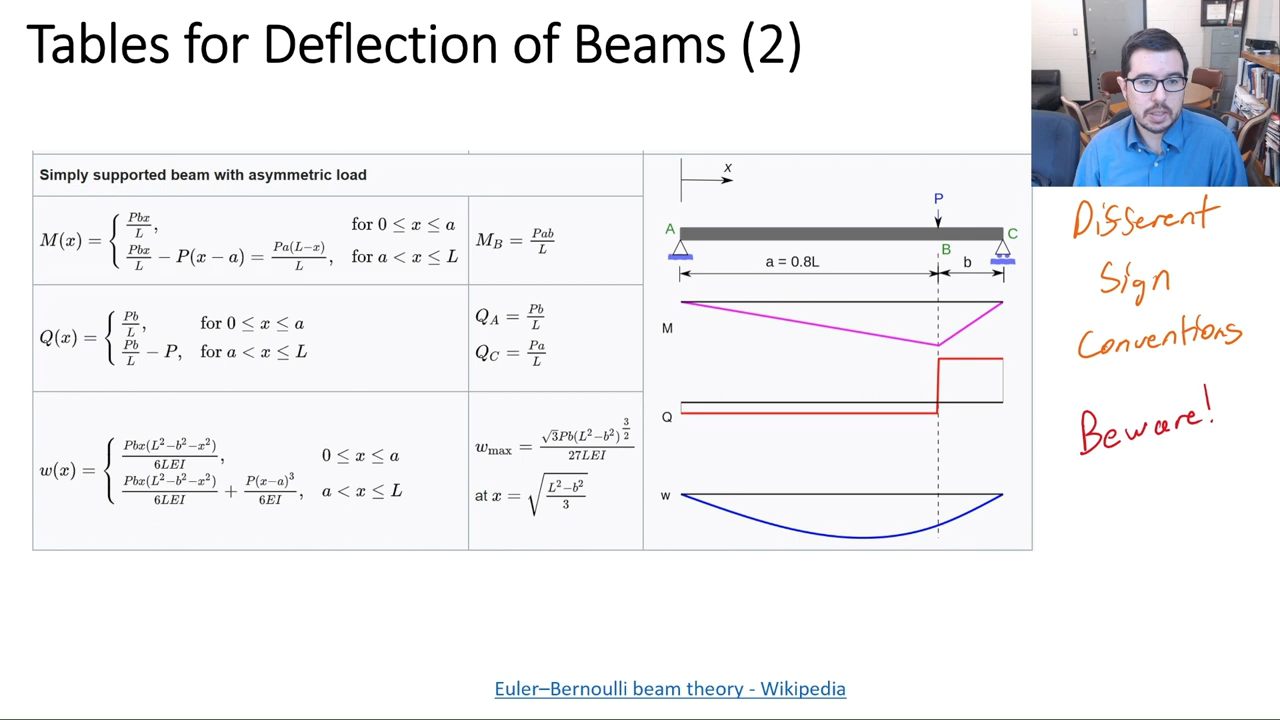 Tables for Deflection of Beams (2)
Simply supported beam with asymmetric load
M(x) = { Pbx/L, for 0 ≤ x ≤ a
Pbx/L − P(x − a) = Pa(L−x)/L, for a < x ≤ L
M_B = Pab/L
Q(x) = { Pb/L, for 0 ≤ x ≤ a
Pb/L − P, for a < x ≤ L
Q_A = Pb/L
Q_C = Pa/L
w(x) = { Pbx(L²−b²−x²)/6LEI, 0 ≤ x ≤ a
Pbx(L²−b²−x²)/6LEI + P(x−a)³/6EI, a < x ≤ L
w_max = √3Pb(L²−b²)^(3/2)/27LEI
at x = √((L²−b²)/3)
x
P
A
C
B
a = 0.8L
b
M
Q
w
Different
Sign
Conventions
Beware!
Euler–Bernoulli beam theory - Wikipedia